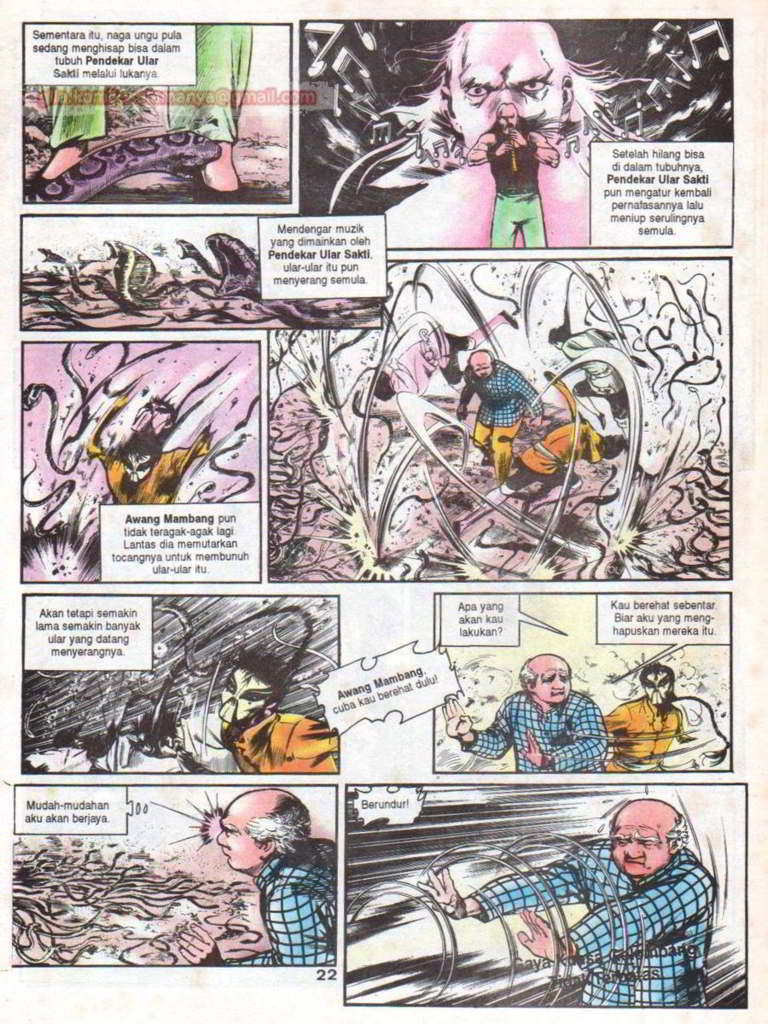 Sementara itu, naga ungu pula
sedang menghisap bisa dalam
tubuh Pendekar Ular
Sakti melalui lukanya.
Setelah hilang bisa
di dalam tubuhnya,
Pendekar Ular Sakti
pun mengatur kembali
pernafasannya lalu
meniup serulingnya
semula.
Mendengar muzik
yang dimainkan oleh
Pendekar Ular Sakti,
ular-ular itu pun
menyerang semula.
Awang Mambang pun
tidak teragak-agak lagi.
Lantas dia memutarkan
tocangnya untuk membunuh
ular-ular itu.
Akan tetapi semakin
lama semakin banyak
ular yang datang
menyerangnya.
Awang Mambang,
cuba kau berehat dulu!
Apa yang
akan kau
lakukan?
Kau berehat sebentar.
Biar aku yang meng-
hapuskan mereka itu.
Mudah-mudahan
aku akan berjaya.
Berundur!
22